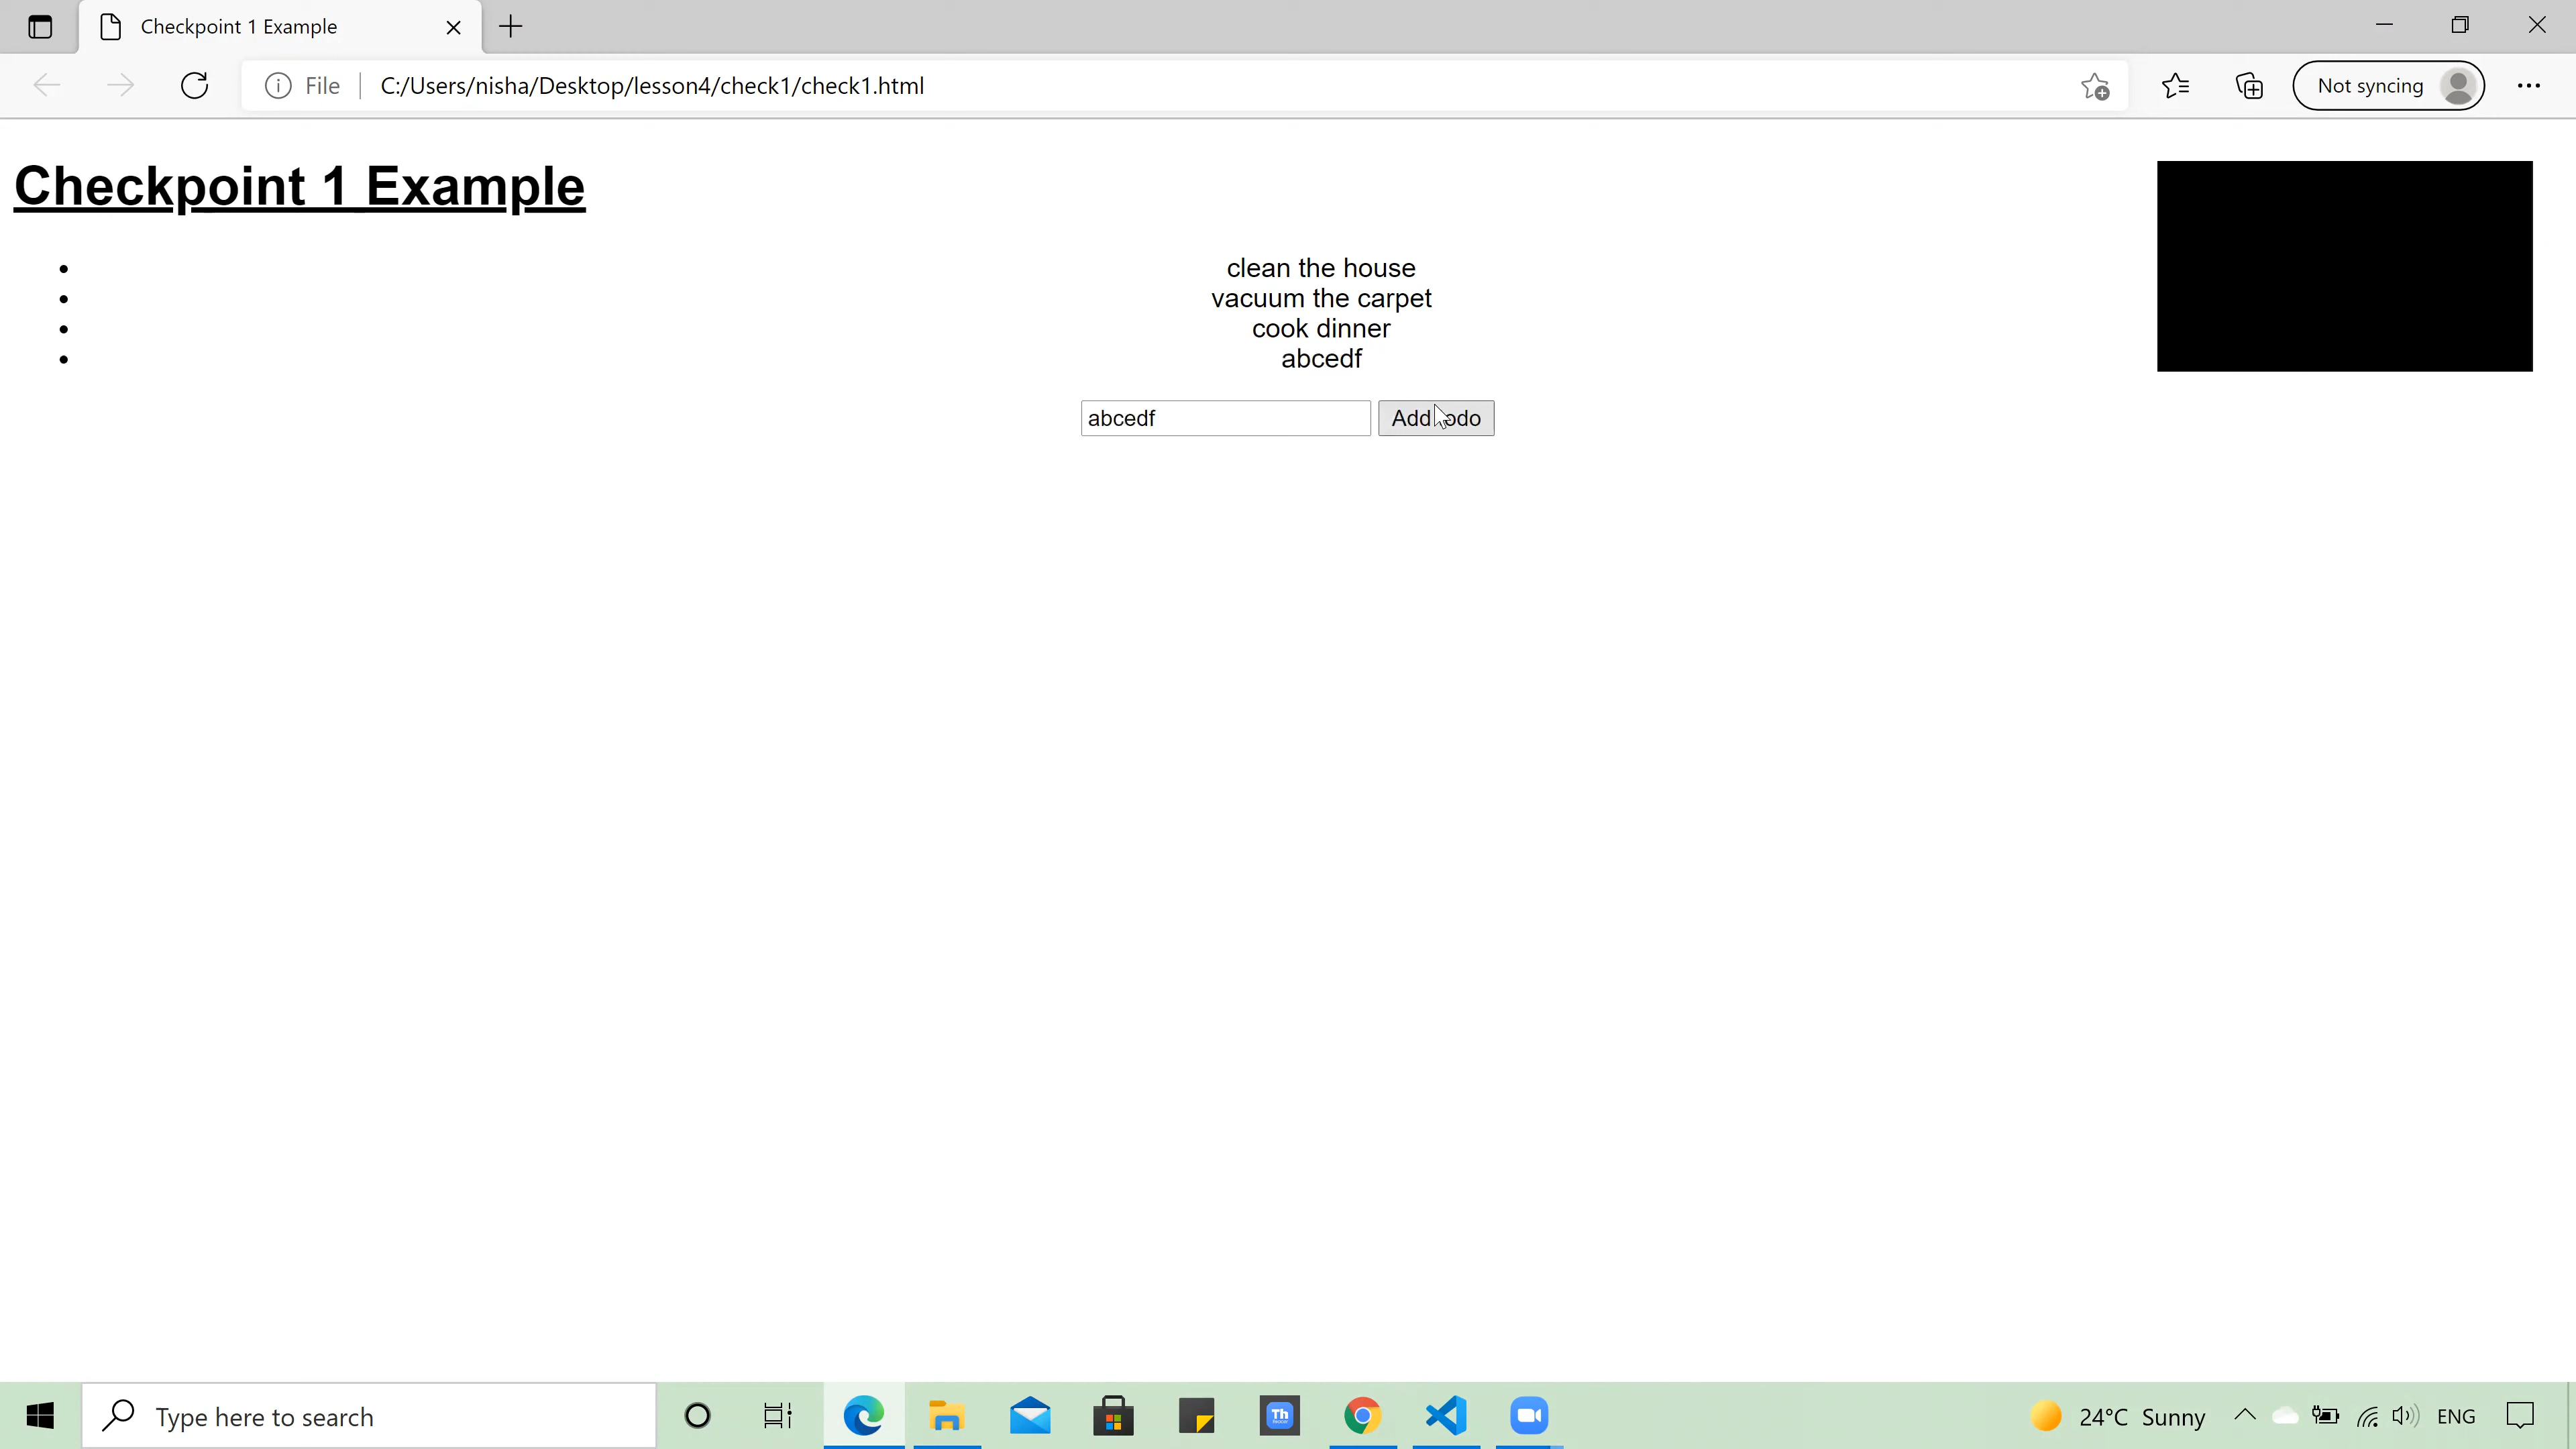 Checkpoint 1 Example
File
C:/Users/nisha/Desktop/lesson4/check1/check1.html
Not syncing
Checkpoint 1 Example
clean the house
vacuum the carpet
cook dinner
abcedf
abcedf
Add
Type here to search
Th
24°C Sunny
ENG